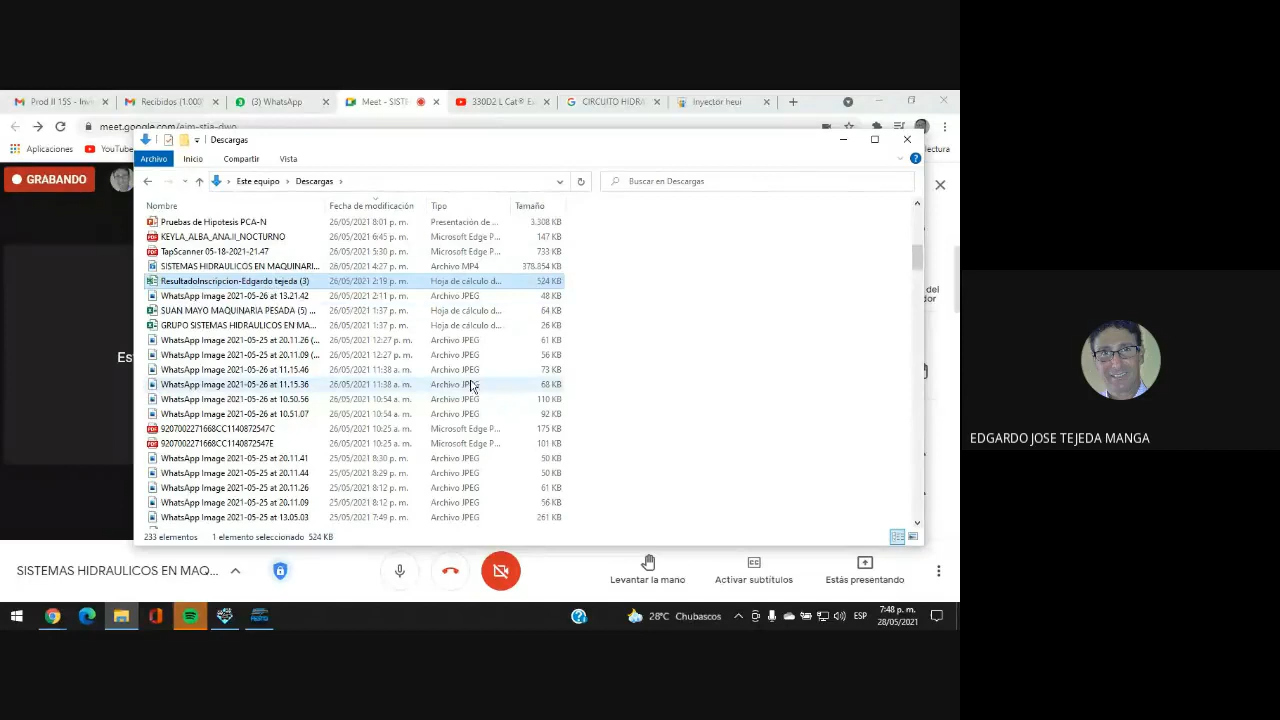 Prod II 15S - Inv
Recibidos (1.000
(3) WhatsApp
Meet - SISTE
330D2 L Cat® E
CIRCUITO HIDRA
Inyector heui
meet.google.com/
Aplicaciones
YouTube
lectura
Descargas
Archivo
Inicio
Compartir
Vista
GRABANDO
Este equipo
Descargas
Buscar en Descargas
Nombre Fecha de modificación Tipo Tamaño
Pruebas de Hipotesis PCA-N 26/05/2021 8:01 p. m. Presentación de ... 3.308 KB
KEYLA_ALBA_ANA.II_NOCTURNO 26/05/2021 6:45 p. m. Microsoft Edge P... 147 KB
TapScanner 05-18-2021-21.47 26/05/2021 5:30 p. m. Microsoft Edge P... 733 KB
SISTEMAS HIDRAULICOS EN MAQUINARI... 26/05/2021 4:27 p. m. Archivo MP4 378.854 KB
ResultadoInscripcion-Edgardo tejeda (3) 26/05/2021 2:19 p. m. Hoja de cálculo d... 524 KB
WhatsApp Image 2021-05-26 at 13.21.42 26/05/2021 2:11 p. m. Archivo JPEG 48 KB
SUAN MAYO MAQUINARIA PESADA (5) ... 26/05/2021 1:37 p. m. Hoja de cálculo d... 64 KB
GRUPO SISTEMAS HIDRAULICOS EN MA... 26/05/2021 1:37 p. m. Hoja de cálculo d... 26 KB
WhatsApp Image 2021-05-25 at 20.11.26 (... 26/05/2021 12:27 p. m. Archivo JPEG 61 KB
WhatsApp Image 2021-05-25 at 20.11.09 (... 26/05/2021 12:27 p. m. Archivo JPEG 56 KB
WhatsApp Image 2021-05-26 at 11.15.46 26/05/2021 11:38 a. m. Archivo JPEG 73 KB
WhatsApp Image 2021-05-26 at 11.15.36 26/05/2021 11:38 a. m. Archivo JPEG 68 KB
WhatsApp Image 2021-05-26 at 10.50.56 26/05/2021 10:54 a. m. Archivo JPEG 110 KB
WhatsApp Image 2021-05-26 at 10.51.07 26/05/2021 10:54 a. m. Archivo JPEG 92 KB
9207002271668CC1140872547C 26/05/2021 10:25 a. m. Microsoft Edge P... 175 KB
9207002271668CC1140872547E 26/05/2021 10:25 a. m. Microsoft Edge P... 101 KB
WhatsApp Image 2021-05-25 at 20.11.41 25/05/2021 8:30 p. m. Archivo JPEG 50 KB
WhatsApp Image 2021-05-25 at 20.11.44 25/05/2021 8:29 p. m. Archivo JPEG 50 KB
WhatsApp Image 2021-05-25 at 20.11.26 25/05/2021 8:12 p. m. Archivo JPEG 61 KB
WhatsApp Image 2021-05-25 at 20.11.09 25/05/2021 8:12 p. m. Archivo JPEG 56 KB
WhatsApp Image 2021-05-25 at 13.05.03 25/05/2021 7:49 p. m. Archivo JPEG 261 KB
233 elementos 1 elemento seleccionado 524 KB
Es
del
dor
EDGARDO JOSE TEJEDA MANGA
SISTEMAS HIDRAULICOS EN MAQ...
Levantar la mano
Activar subtítulos
Estás presentando
28°C Chubascos
ESP
7:48 p. m.
28/05/2021